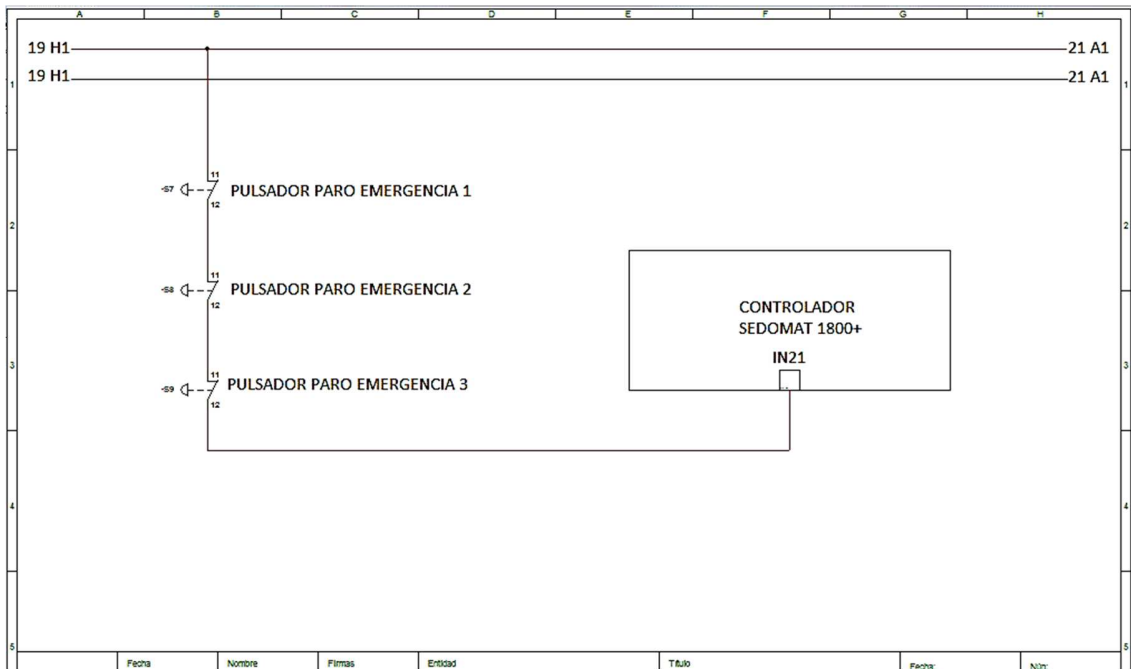 A B C D E F G H
19 H1 21 A1
19 H1 21 A1
1 1
11
-S7 PULSADOR PARO EMERGENCIA 1
12
2 2
11
-S8 PULSADOR PARO EMERGENCIA 2
12
CONTROLADOR
SEDOMAT 1800+
IN21
3 3
11
-S9 PULSADOR PARO EMERGENCIA 3
12
4 4
5 5
Fecha Nombre Firmas Entidad Título Fecha: Núm: